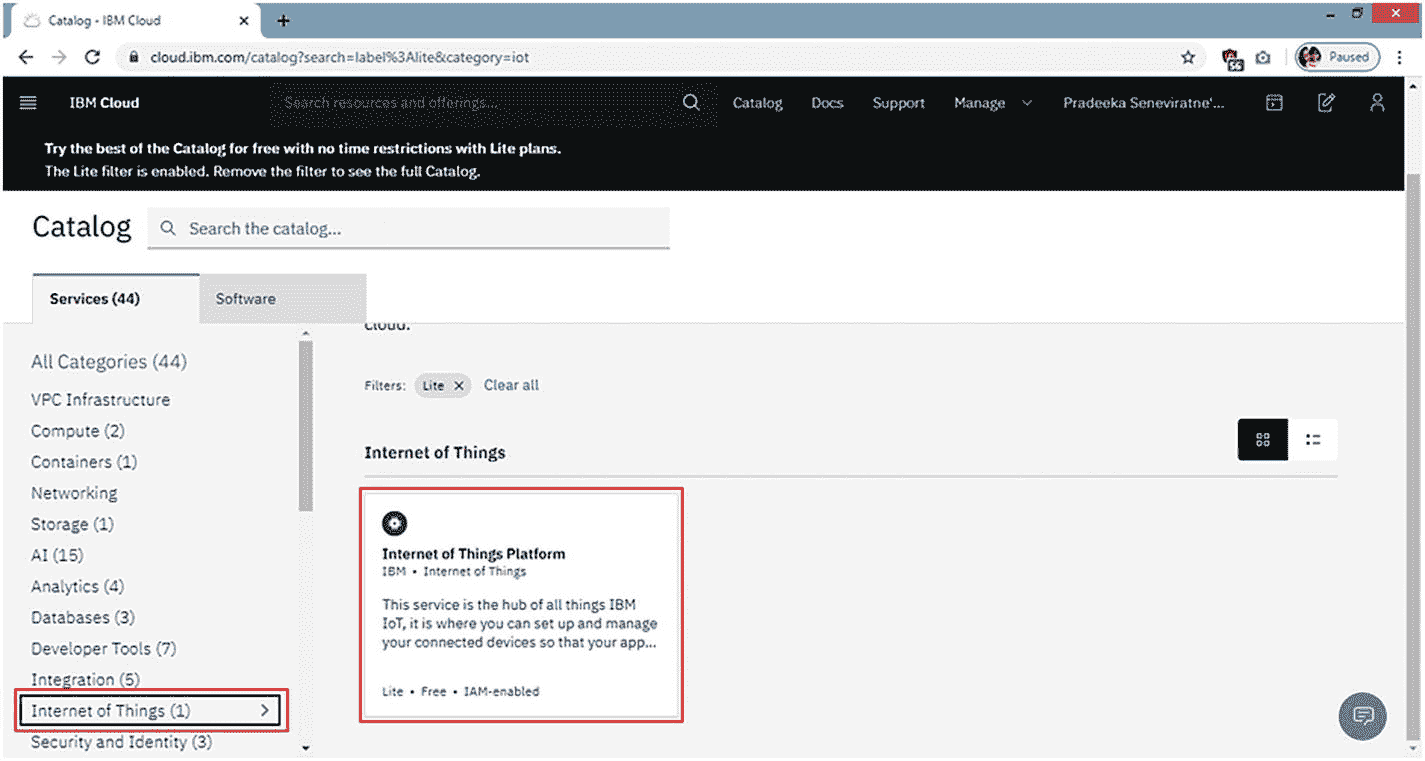 Catalog - IBM Cloud
cloud.ibm.com/catalog?search=label%3Alite&category=iot
Paused
IBM Cloud
Search resources and offerings...
Catalog
Docs
Support
Manage
Pradeeka Seneviratne'...
Try the best of the Catalog for free with no time restrictions with Lite plans.
The Lite filter is enabled. Remove the filter to see the full Catalog.
Catalog
Search the catalog...
Services (44)
Software
All Categories (44)
VPC Infrastructure
Compute (2)
Containers (1)
Networking
Storage (1)
AI (15)
Analytics (4)
Databases (3)
Developer Tools (7)
Integration (5)
Internet of Things (1)
Security and Identity (3)
Cloud.
Filters:
Lite
Clear all
Internet of Things
Internet of Things Platform
IBM • Internet of Things
This service is the hub of all things IBM
IoT, it is where you can set up and manage
your connected devices so that your app...
Lite • Free • IAM-enabled